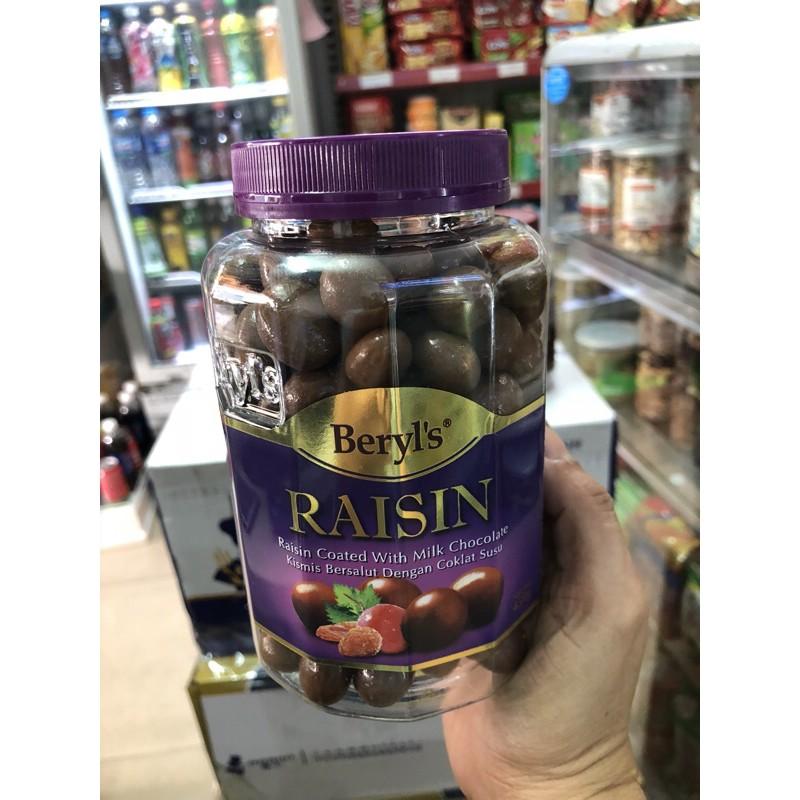 Beryl's®
RAISIN
Raisin Coated With Milk Chocolate
Kismis Bersalut Dengan Coklat Susu